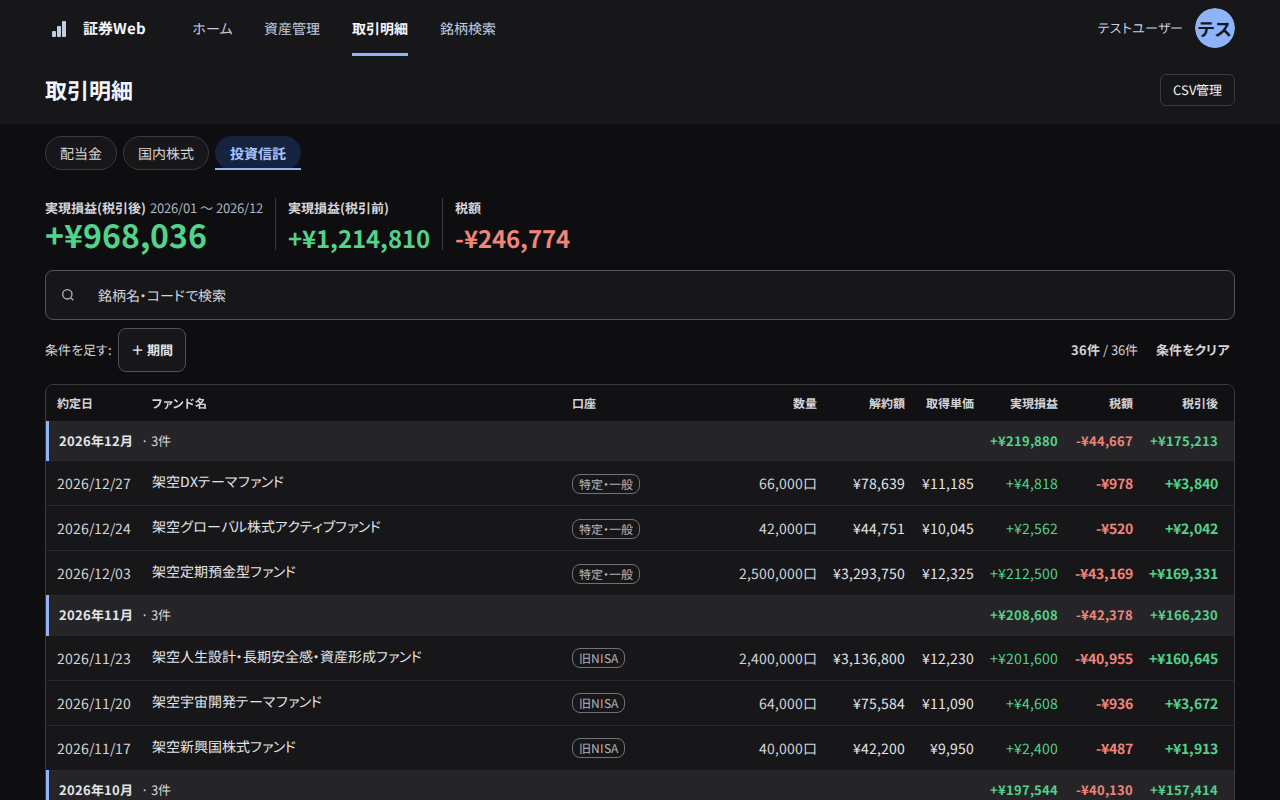 証券Web ホーム 資産管理 取引明細 銘柄検索 テストユーザー テス
取引明細 CSV管理
配当金 国内株式 投資信託
実現損益(税引後) 2026/01 〜 2026/12 実現損益(税引前) 税額
+¥968,036 +¥1,214,810 -¥246,774
銘柄名・コードで検索
条件を足す: + 期間 36件 / 36件 条件をクリア
約定日 ファンド名 口座 数量 解約額 取得単価 実現損益 税額 税引後
2026年12月 · 3件 +¥219,880 -¥44,667 +¥175,213
2026/12/27 架空DXテーマファンド 特定・一般 66,000口 ¥78,639 ¥11,185 +¥4,818 -¥978 +¥3,840
2026/12/24 架空グローバル株式アクティブファンド 特定・一般 42,000口 ¥44,751 ¥10,045 +¥2,562 -¥520 +¥2,042
2026/12/03 架空定期預金型ファンド 特定・一般 2,500,000口 ¥3,293,750 ¥12,325 +¥212,500 -¥43,169 +¥169,331
2026年11月 · 3件 +¥208,608 -¥42,378 +¥166,230
2026/11/23 架空人生設計・長期安全感・資産形成ファンド 旧NISA 2,400,000口 ¥3,136,800 ¥12,230 +¥201,600 -¥40,955 +¥160,645
2026/11/20 架空宇宙開発テーマファンド 旧NISA 64,000口 ¥75,584 ¥11,090 +¥4,608 -¥936 +¥3,672
2026/11/17 架空新興国株式ファンド 旧NISA 40,000口 ¥42,200 ¥9,950 +¥2,400 -¥487 +¥1,913
2026年10月 · 3件 +¥197,544 -¥40,130 +¥157,414